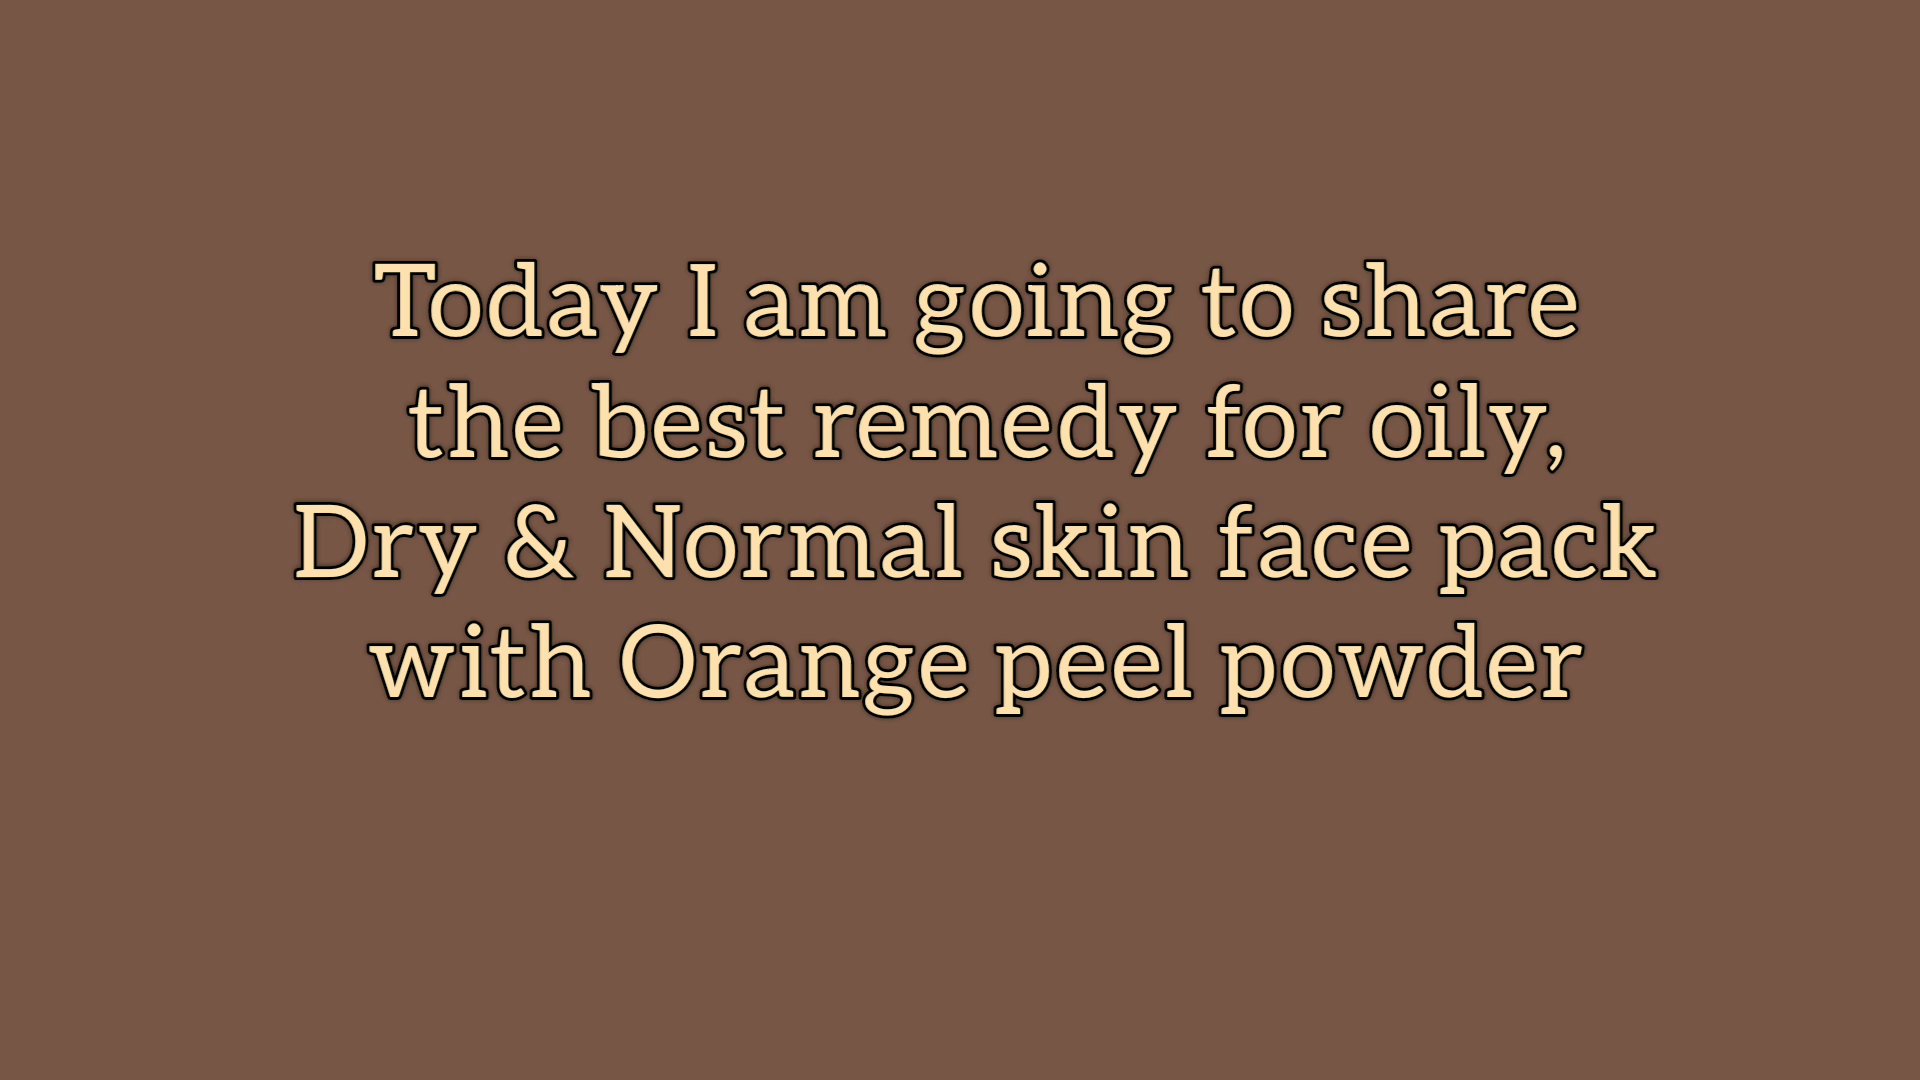 Today I am going to share
the best remedy for oily,
Dry & Normal skin face pack
with Orange peel powder